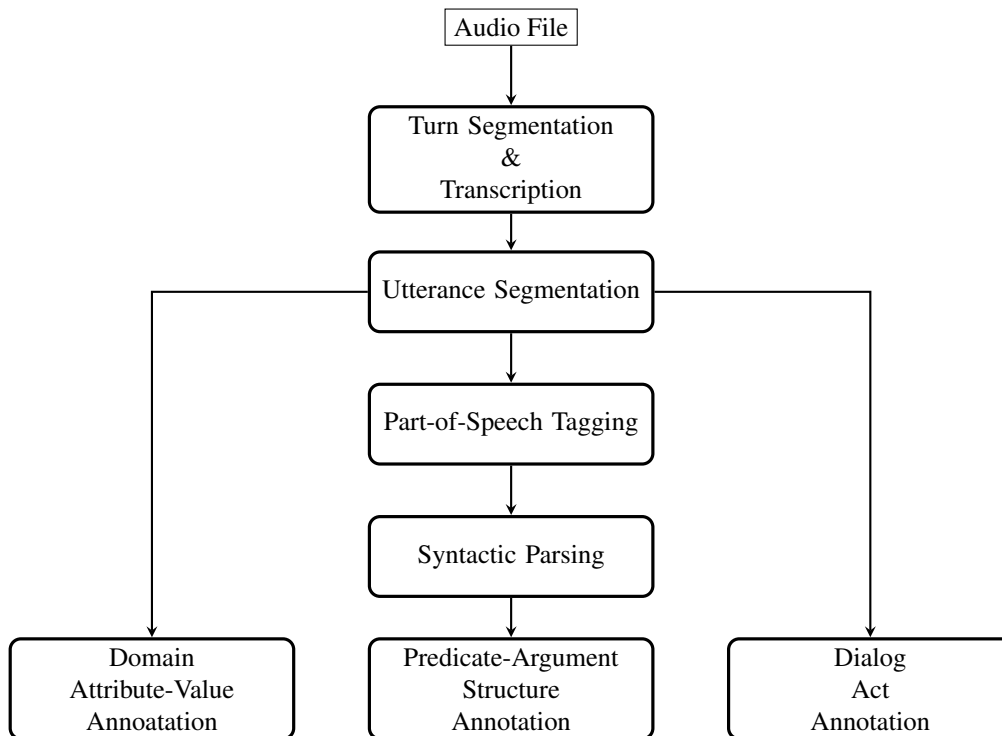 Audio File
Turn Segmentation
&
Transcription
Utterance Segmentation
Part-of-Speech Tagging
Syntactic Parsing
Domain
Attribute-Value
Annoatation
Predicate-Argument
Structure
Annotation
Dialog
Act
Annotation